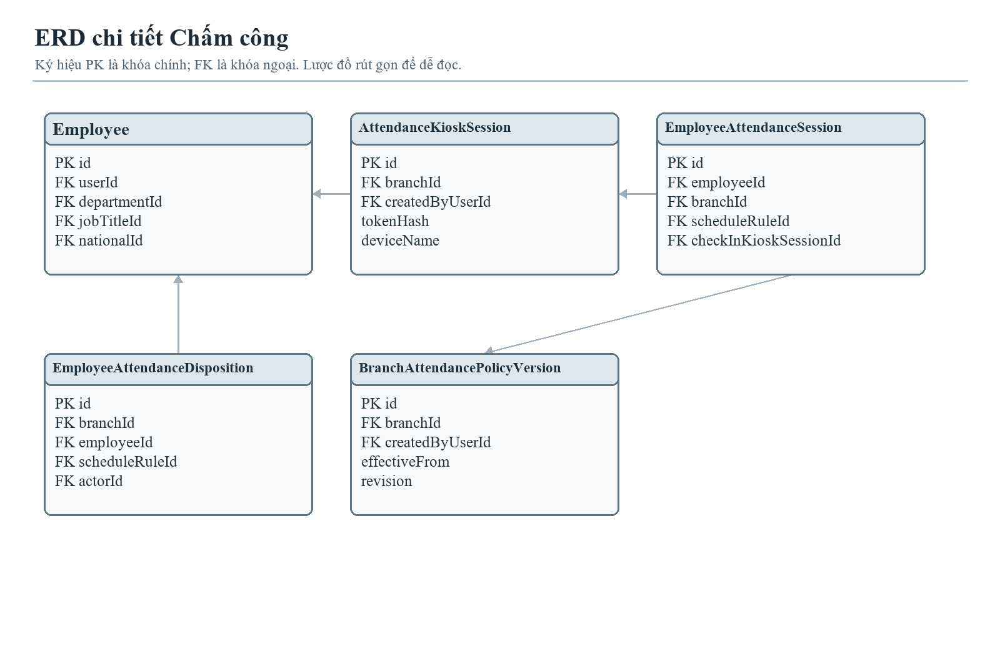 ERD chi tiết Chấm công
Ký hiệu PK là khóa chính; FK là khóa ngoại. Lược đồ rút gọn để dễ đọc.
Employee
PK id
FK userId
FK departmentId
FK jobTitleId
FK nationalId
AttendanceKioskSession
PK id
FK branchId
FK createdByUserId
tokenHash
deviceName
EmployeeAttendanceSession
PK id
FK employeeId
FK branchId
FK scheduleRuleId
FK checkInKioskSessionId
EmployeeAttendanceDisposition
PK id
FK branchId
FK employeeId
FK scheduleRuleId
FK actorId
BranchAttendancePolicyVersion
PK id
FK branchId
FK createdByUserId
effectiveFrom
revision